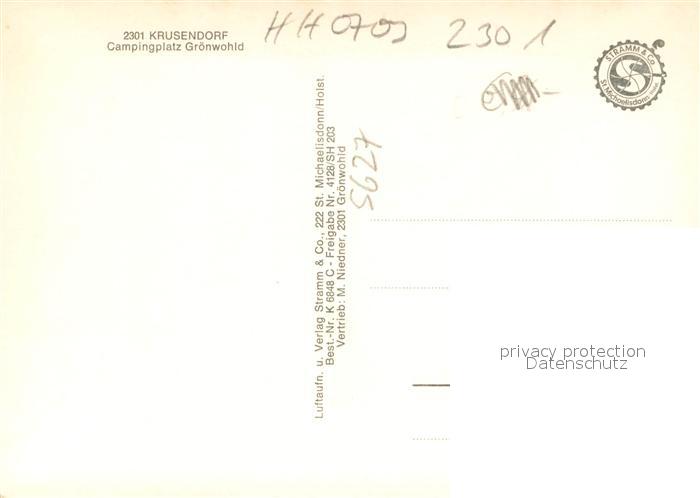 2301 KRUSENDORF
Campingplatz Grönwohld
HH0709 2301
STRAMM & Co
St. Michaelisdonn
Luftaufn. u. Verlag Stramm & Co., 222 St. Michaelisdonn/Holst.
Best.-Nr. K 6848 C - Freigabe Nr. 4128/SH 203
Vertrieb: M. Niedner, 2301 Grönwohld
5627
privacy protection
Datenschutz